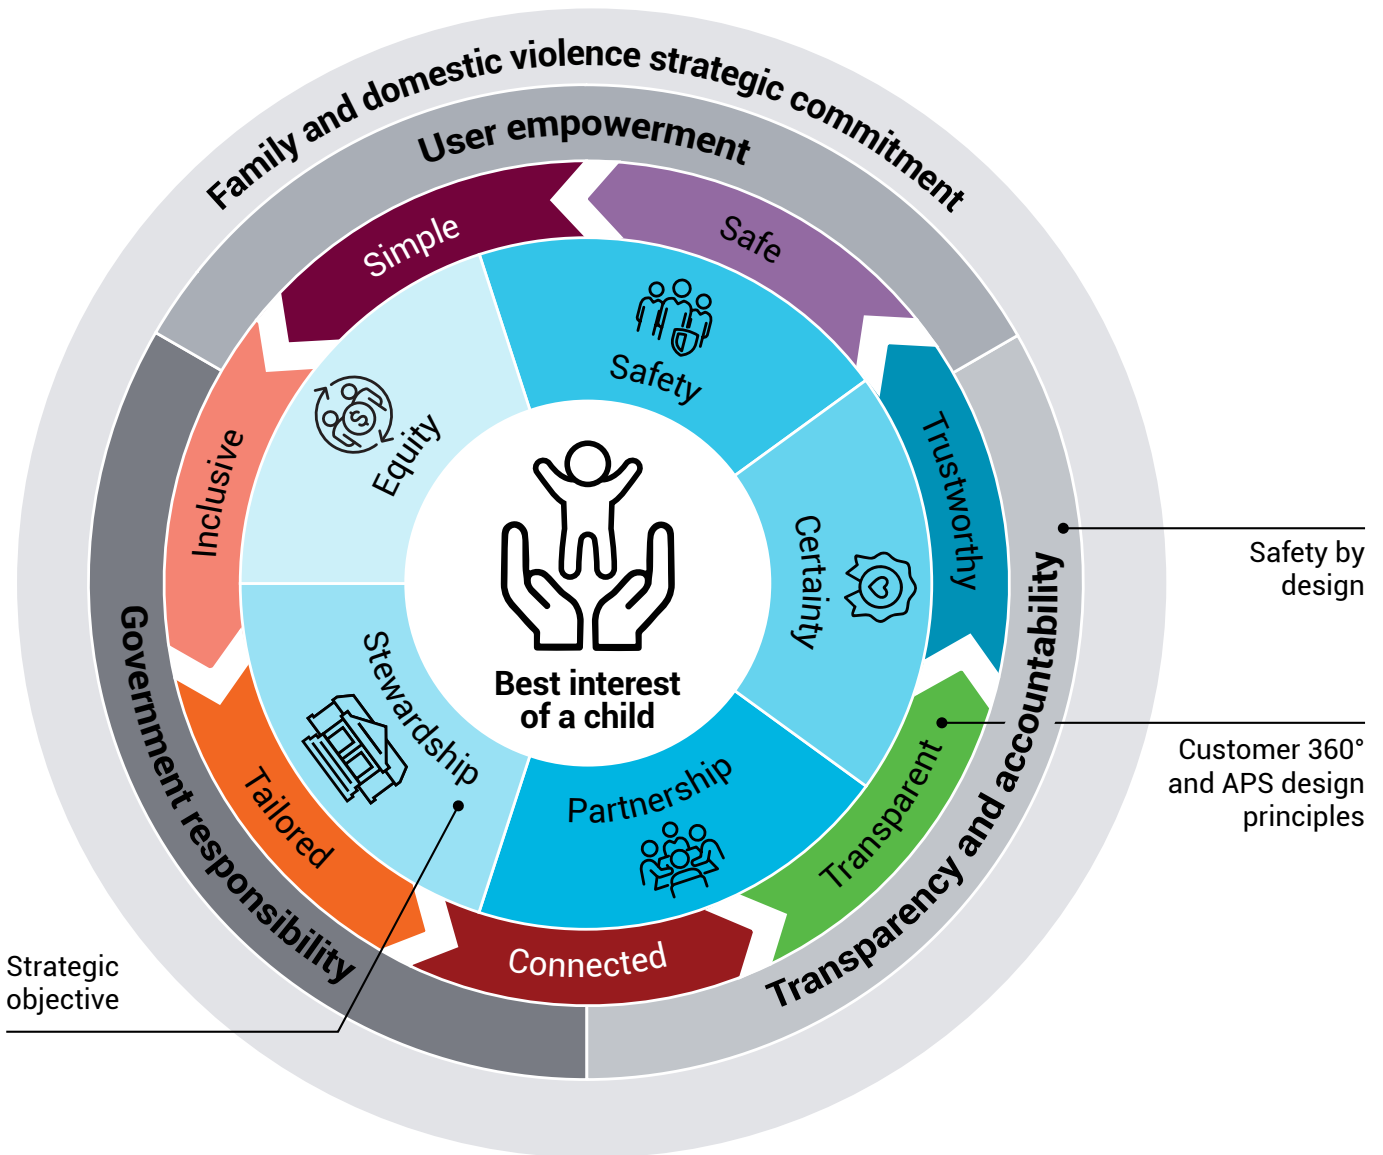 Family and domestic violence strategic commitment
User empowerment
Simple
Safe
Safety
Equity
$
Inclusive
Trustworthy
Certainty
Safety by
design
Best interest
of a child
Government responsibility
Stewardship
Transparency and accountability
Customer 360°
and APS design
principles
Tailored
Partnership
Transparent
Connected
Strategic
objective